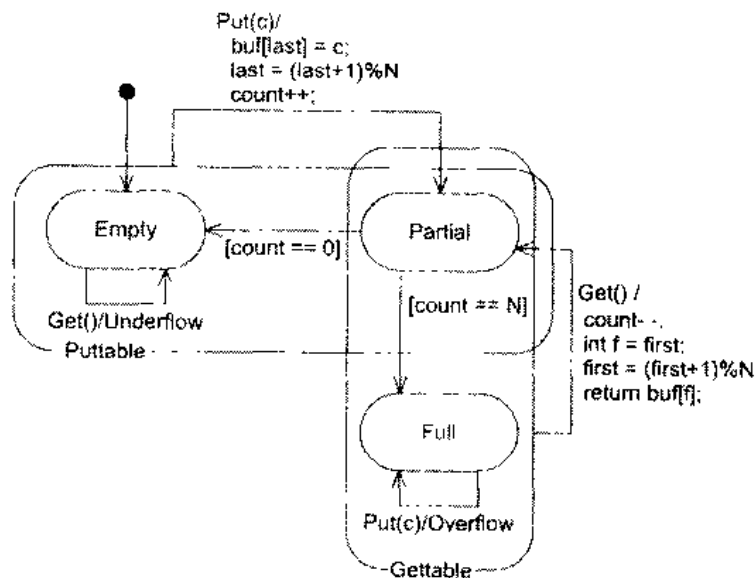 Put(c)/
buf[last] = c;
last = (last+1)%N
count++;
Empty
Partial
[count == 0]
[count == N]
Get()/Underflow
Puttable
Get() /
count--;
int f = first;
first = (first+1)%N
return buf[f];
Full
Put(c)/Overflow
Gettable